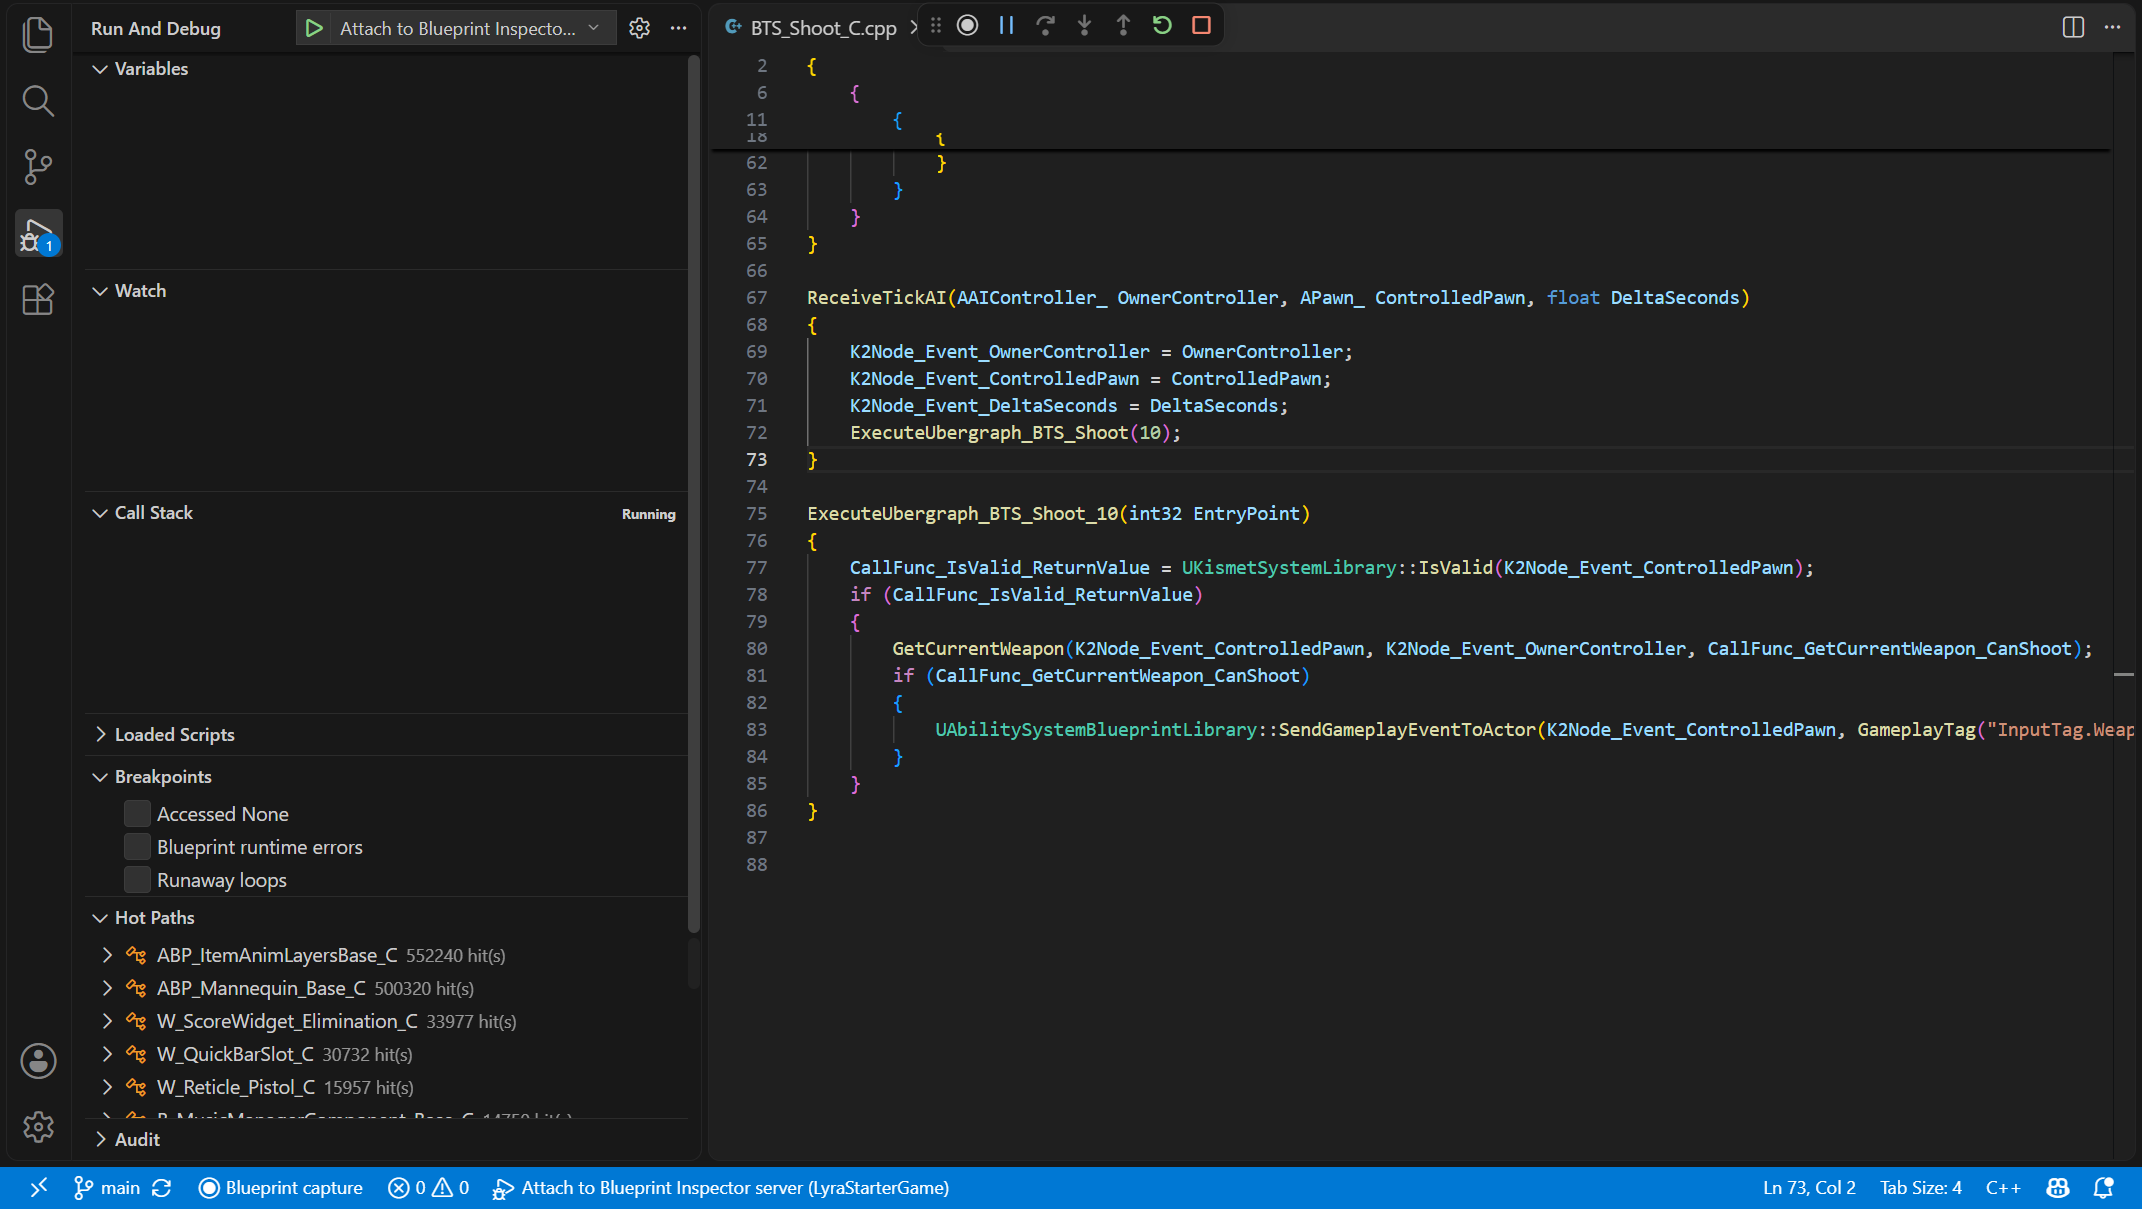 Run And Debug
Attach to Blueprint Inspecto...
BTS_Shoot_C.cpp
Variables
Watch
Call Stack
Running
Loaded Scripts
Breakpoints
Accessed None
Blueprint runtime errors
Runaway loops
Hot Paths
ABP_ItemAnimLayersBase_C 552240 hit(s)
ABP_Mannequin_Base_C 500320 hit(s)
W_ScoreWidget_Elimination_C 33977 hit(s)
W_QuickBarSlot_C 30732 hit(s)
W_Reticle_Pistol_C 15957 hit(s)
B_MusicManagerComponent_Base_C 14750 hit(s)
Audit
1
2 {
6 {
11 {
18 {
62 }
63 }
64 }
65 }
66
67 ReceiveTickAI(AAIController_ OwnerController, APawn_ ControlledPawn, float DeltaSeconds)
68 {
69 K2Node_Event_OwnerController = OwnerController;
70 K2Node_Event_ControlledPawn = ControlledPawn;
71 K2Node_Event_DeltaSeconds = DeltaSeconds;
72 ExecuteUbergraph_BTS_Shoot(10);
73 }
74
75 ExecuteUbergraph_BTS_Shoot_10(int32 EntryPoint)
76 {
77 CallFunc_IsValid_ReturnValue = UKismetSystemLibrary::IsValid(K2Node_Event_ControlledPawn);
78 if (CallFunc_IsValid_ReturnValue)
79 {
80 GetCurrentWeapon(K2Node_Event_ControlledPawn, K2Node_Event_OwnerController, CallFunc_GetCurrentWeapon_CanShoot);
81 if (CallFunc_GetCurrentWeapon_CanShoot)
82 {
83 UAbilitySystemBlueprintLibrary::SendGameplayEventToActor(K2Node_Event_ControlledPawn, GameplayTag("InputTag.Weap
84 }
85 }
86 }
87
88
main
Blueprint capture
0 0
Attach to Blueprint Inspector server (LyraStarterGame)
Ln 73, Col 2
Tab Size: 4
C++